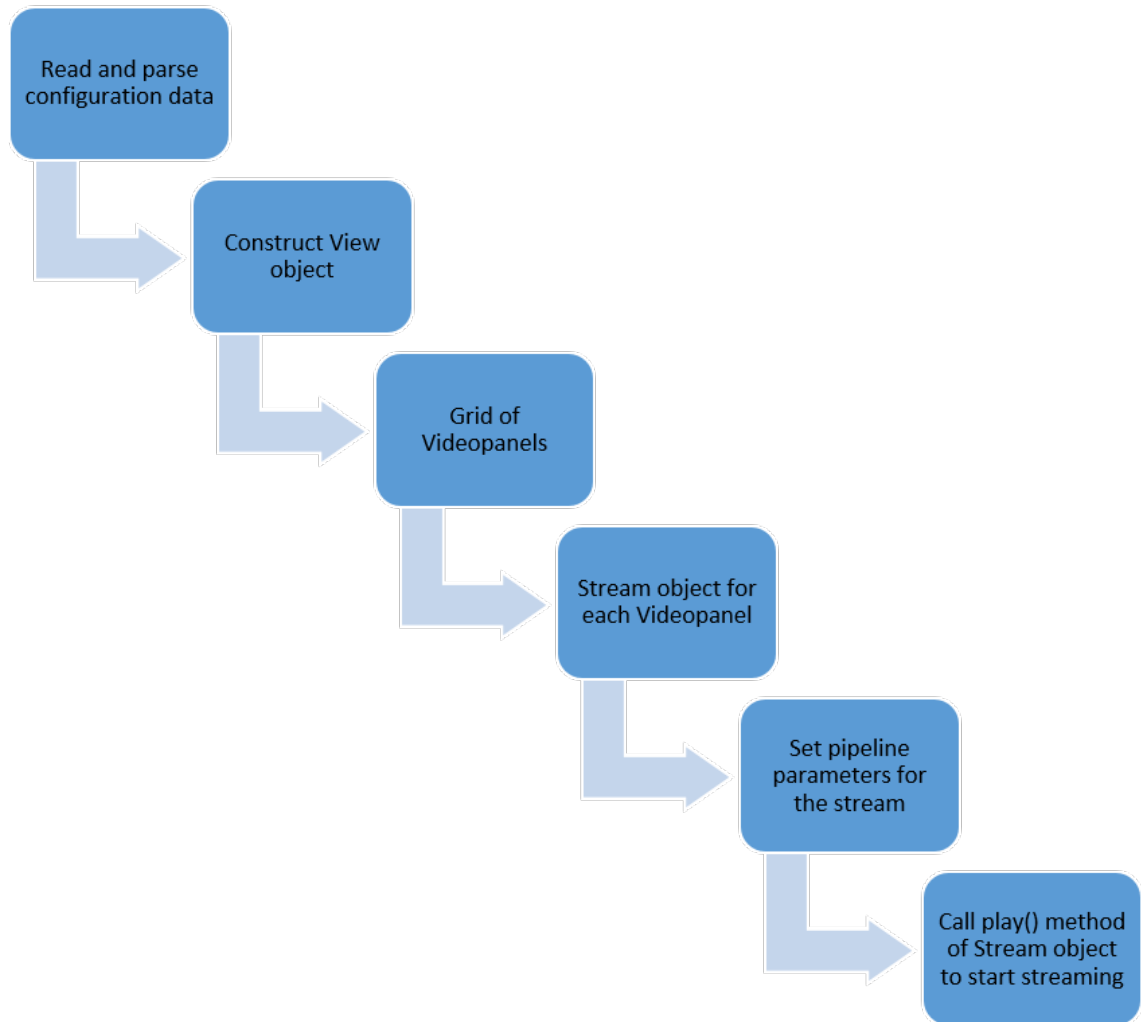 Read and parse
configuration data
Construct View
object
Grid of
Videopanels
Stream object for
each Videopanel
Set pipeline
parameters for
the stream
Call play() method
of Stream object
to start streaming